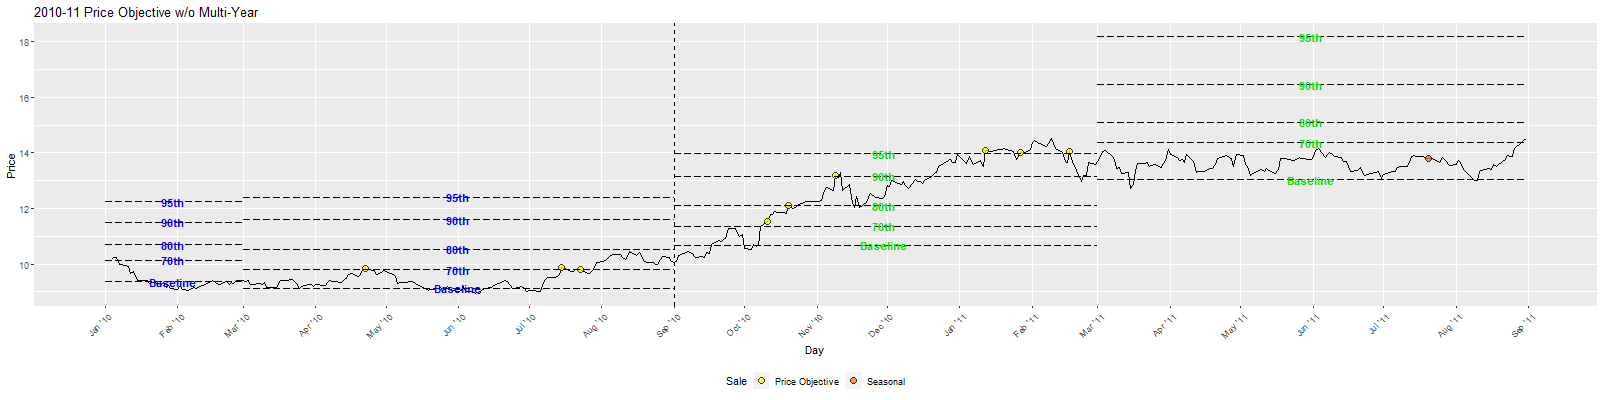 2010-11 Price Objective w/o Multi-Year
Price
18
16
14
12
10
95th
90th
80th
70th
Baseline
95th
90th
80th
70th
Baseline
95th
90th
80th
70th
Baseline
95th
90th
80th
70th
Baseline
Jan '10
Feb '10
Mar '10
Apr '10
May '10
Jun '10
Jul '10
Aug '10
Sep '10
Oct '10
Nov '10
Dec '10
Jan '11
Feb '11
Mar '11
Apr '11
May '11
Jun '11
Jul '11
Aug '11
Sep '11
Day
Sale Price Objective Seasonal